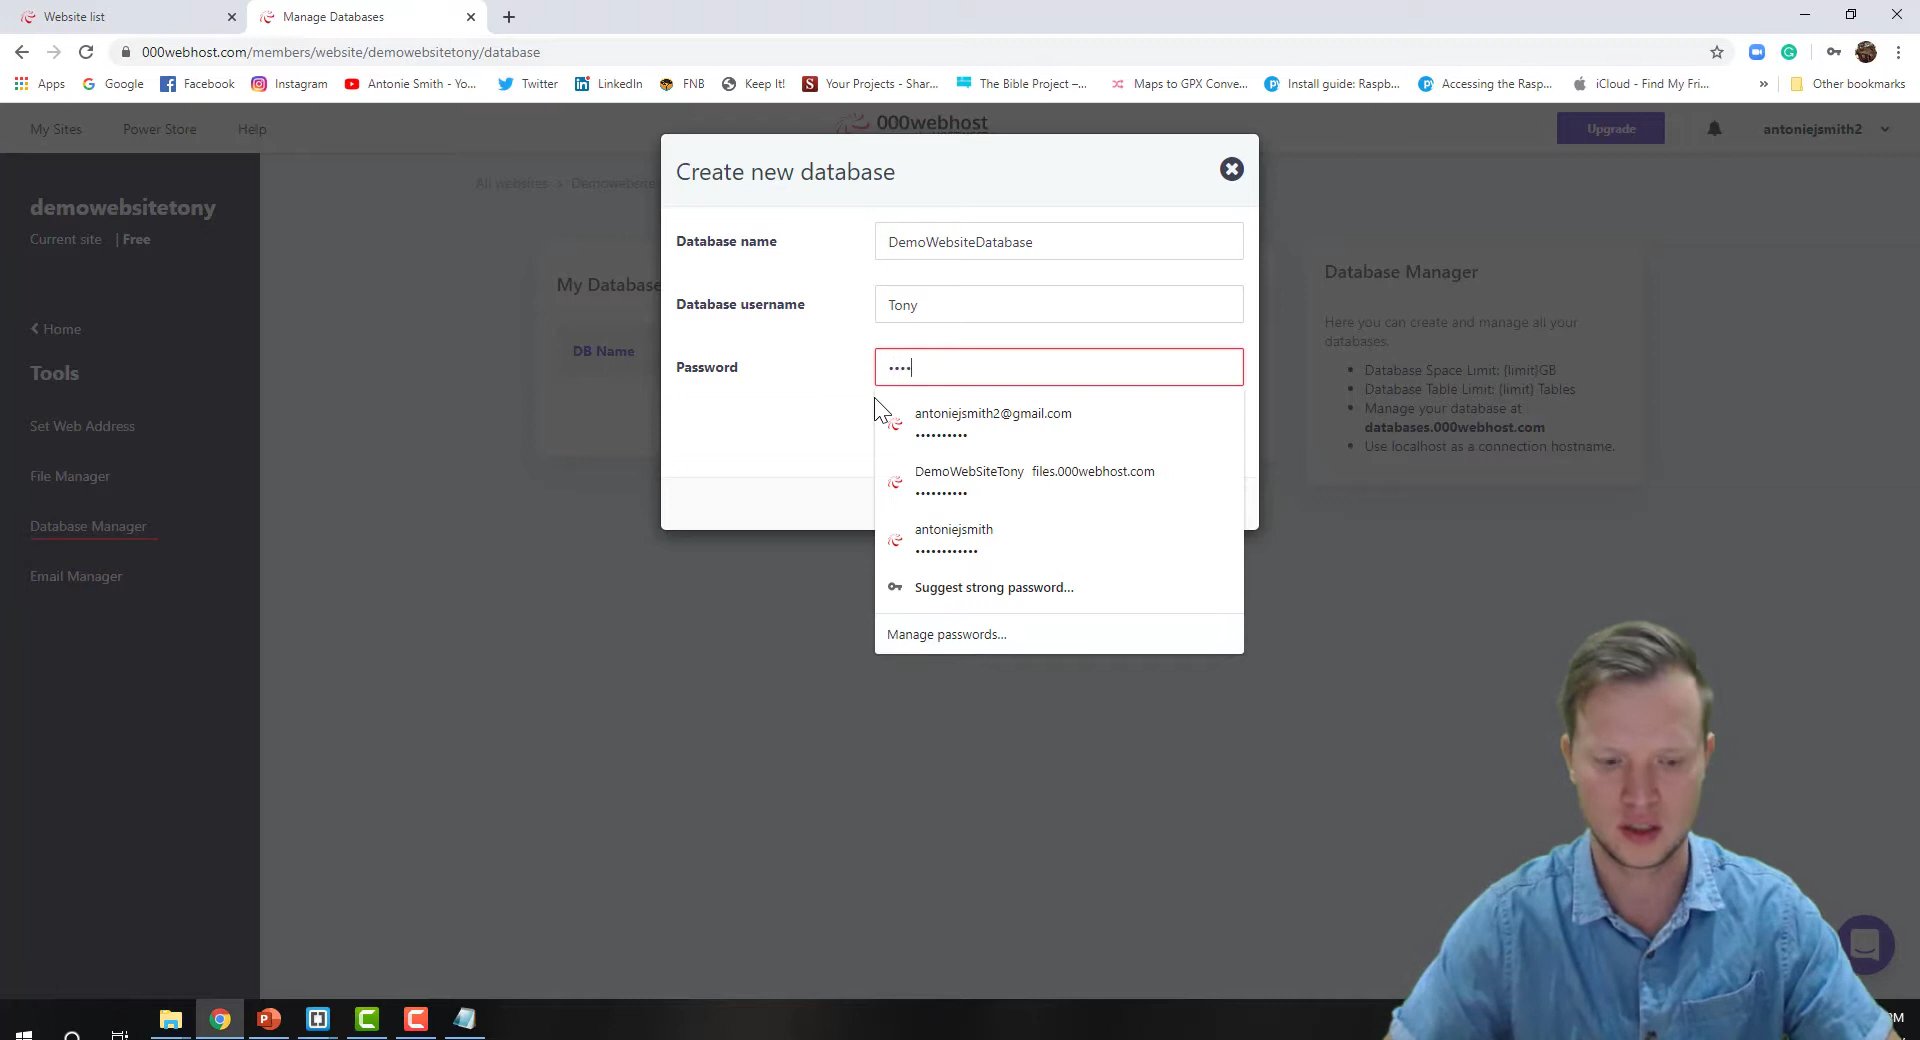 Website list
Manage Databases
000webhost.com/members/website/demowebsitetony/database
Apps
Google
Facebook
Instagram
Antonie Smith - Yo...
Twitter
LinkedIn
FNB
Keep It!
Your Projects - Shar...
The Bible Project –...
Maps to GPX Conve...
Install guide: Raspb...
Accessing the Rasp...
iCloud - Find My Fri...
»
Other bookmarks
My Sites
Power Store
Help
000webhost
Upgrade
antoniejsmith2
demowebsitetony
Current site | Free
Home
Tools
Set Web Address
File Manager
Database Manager
Email Manager
All websites > Demowebsite
My Database
DB Name
Create new database
Database name
DemoWebsiteDatabase
Database username
Tony
Password
••••
antoniejsmith2@gmail.com
••••••••••
DemoWebSiteTony files.000webhost.com
••••••••••
antoniejsmith
••••••••••••
Suggest strong password...
Manage passwords...
Database Manager
Here you can create and manage all your
databases.
• Database Space Limit: {limit}GB
• Database Table Limit: {limit} Tables
• Manage your database at
databases.000webhost.com
• Use localhost as a connection hostname.